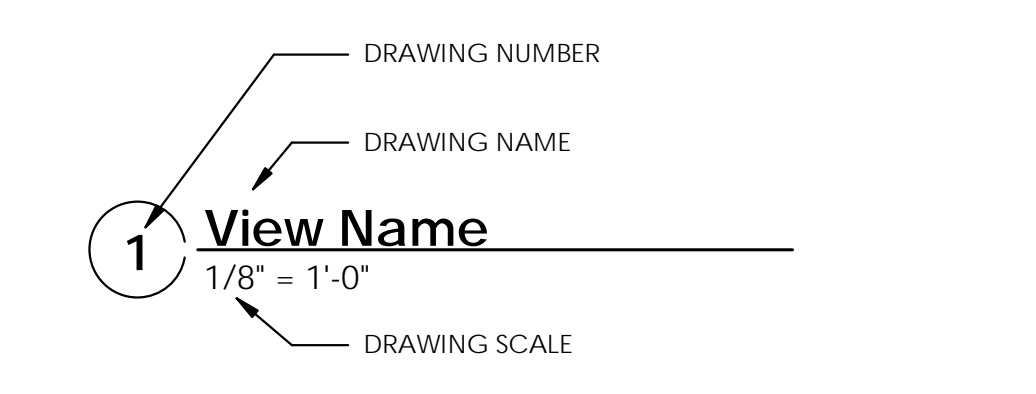 DRAWING NUMBER
DRAWING NAME
View Name
1
1/8" = 1'-0"
DRAWING SCALE